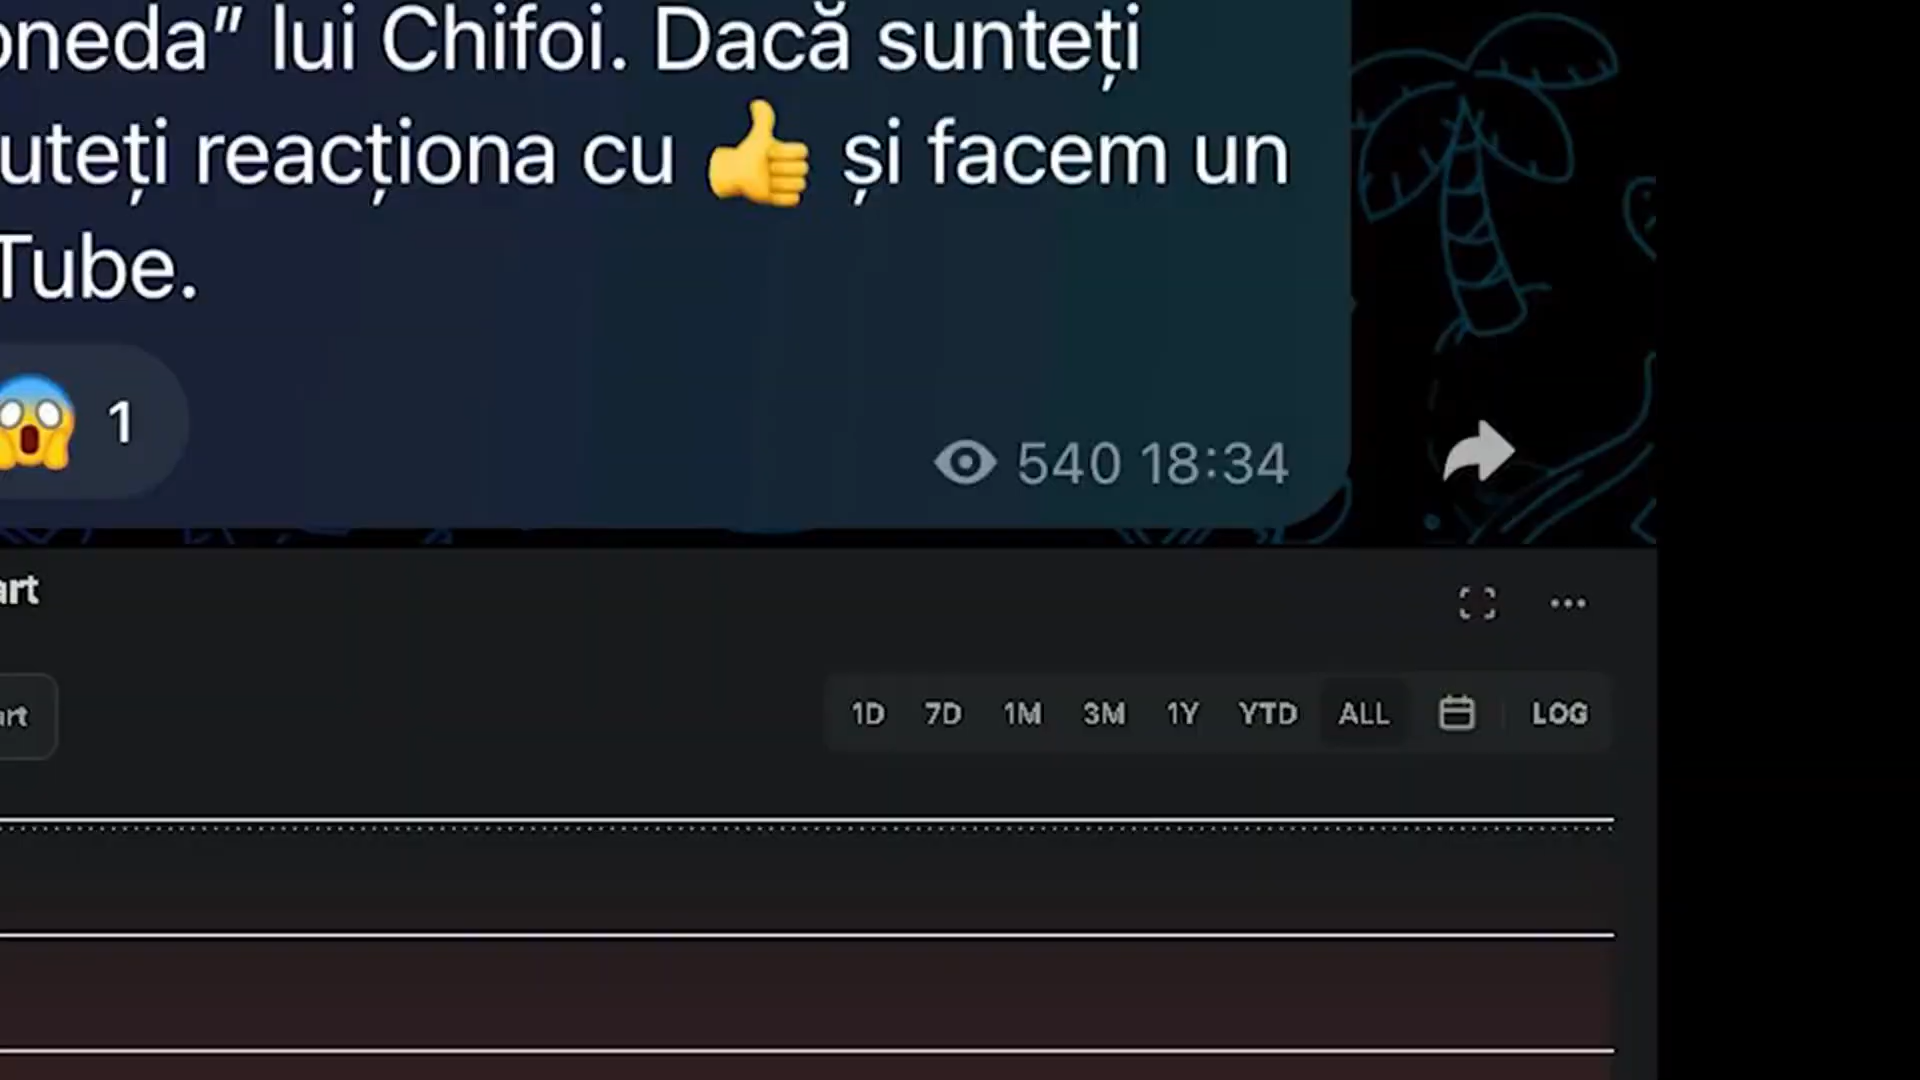 oneda” lui Chifoi. Dacă sunteți
uteți reacționa cu 👍 și facem un
Tube.
😱 1
540 18:34
art
art
1D 7D 1M 3M 1Y YTD ALL LOG